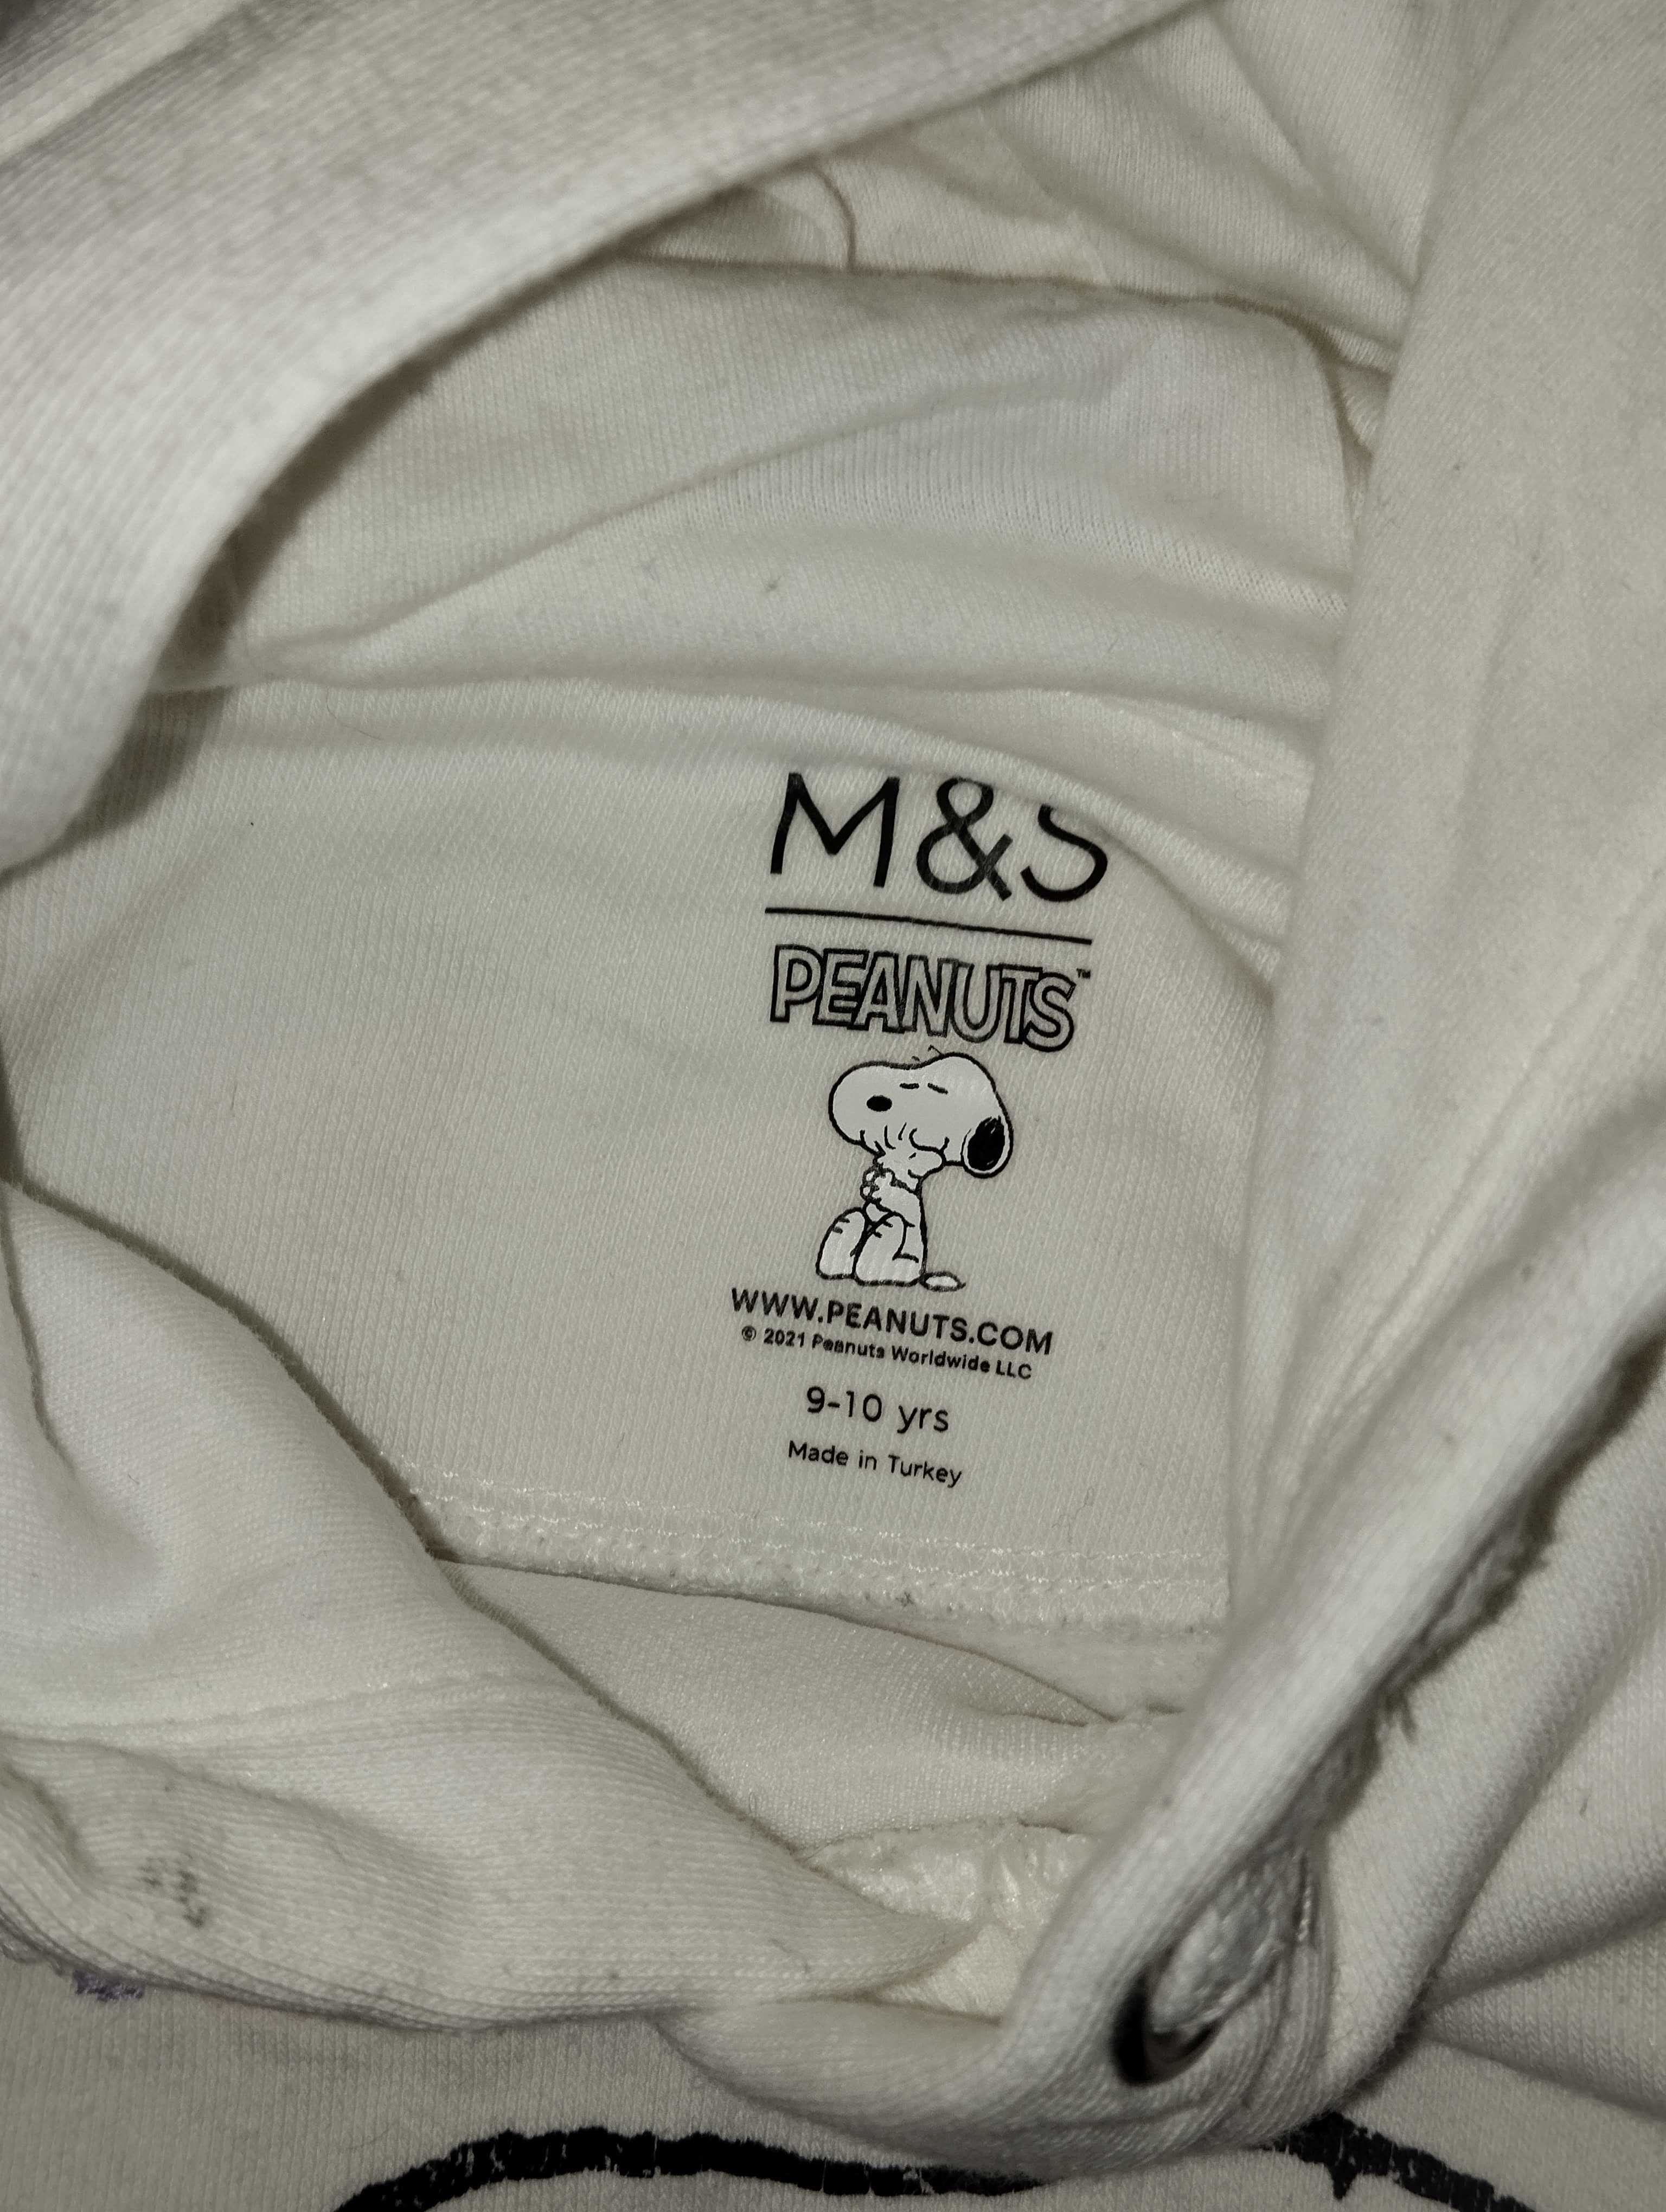 M&S
PEANUTS™
WWW.PEANUTS.COM
© 2021 Peanuts Worldwide LLC
9-10 yrs
Made in Turkey